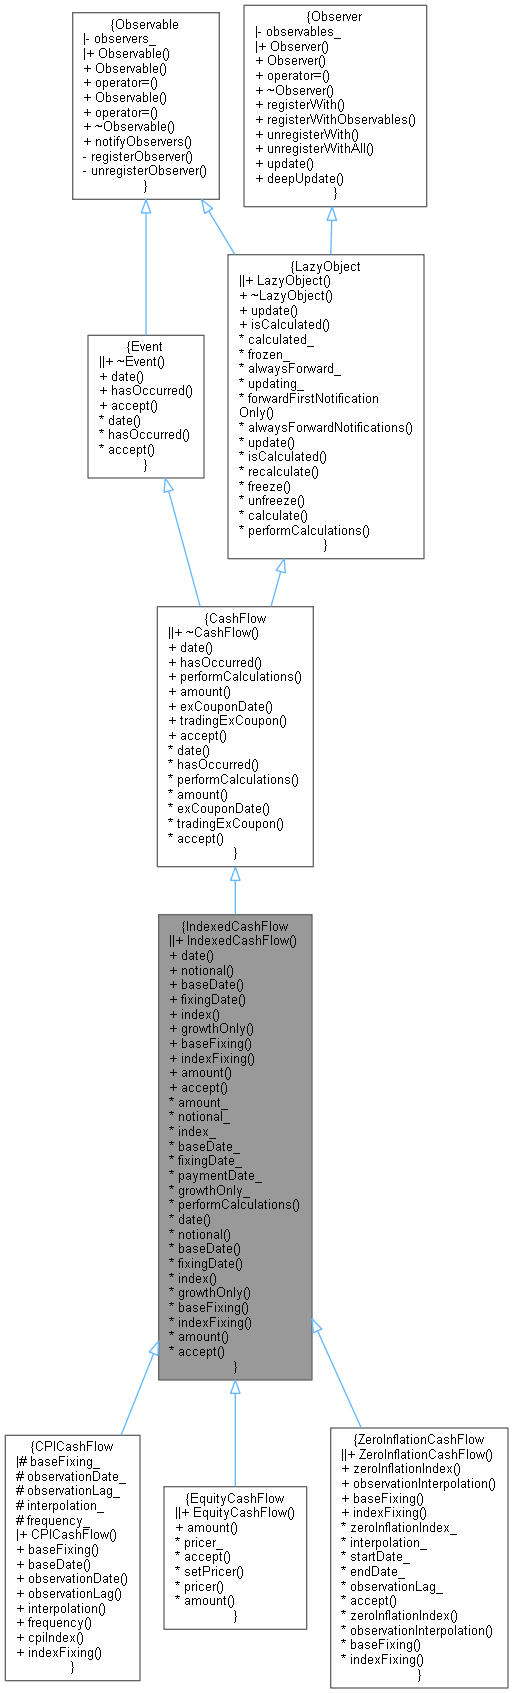 {Observable
|- observers_
|+ Observable()
+ Observable()
+ operator=()
+ Observable()
+ operator=()
+ ~Observable()
+ notifyObservers()
- registerObserver()
- unregisterObserver()
}
{Observer
|- observables_
|+ Observer()
+ Observer()
+ operator=()
+ ~Observer()
+ registerWith()
+ registerWithObservables()
+ unregisterWith()
+ unregisterWithAll()
+ update()
+ deepUpdate()
}
{LazyObject
||+ LazyObject()
+ ~LazyObject()
+ update()
+ isCalculated()
* calculated_
* frozen_
* alwaysForward_
* updating_
* forwardFirstNotification
Only()
* alwaysForwardNotifications()
* update()
* isCalculated()
* recalculate()
* freeze()
* unfreeze()
* calculate()
* performCalculations()
}
{Event
||+ ~Event()
+ date()
+ hasOccurred()
+ accept()
* date()
* hasOccurred()
* accept()
}
{CashFlow
||+ ~CashFlow()
+ date()
+ hasOccurred()
+ performCalculations()
+ amount()
+ exCouponDate()
+ tradingExCoupon()
+ accept()
* date()
* hasOccurred()
* performCalculations()
* amount()
* exCouponDate()
* tradingExCoupon()
* accept()
}
{IndexedCashFlow
||+ IndexedCashFlow()
+ date()
+ notional()
+ baseDate()
+ fixingDate()
+ index()
+ growthOnly()
+ baseFixing()
+ indexFixing()
+ amount()
+ accept()
* amount_
* notional_
* index_
* baseDate_
* fixingDate_
* paymentDate_
* growthOnly_
* performCalculations()
* date()
* notional()
* baseDate()
* fixingDate()
* index()
* growthOnly()
* baseFixing()
* indexFixing()
* amount()
* accept()
}
{CPICashFlow
|# baseFixing_
# observationDate_
# observationLag_
# interpolation_
# frequency_
|+ CPICashFlow()
+ baseFixing()
+ baseDate()
+ observationDate()
+ observationLag()
+ interpolation()
+ frequency()
+ cpiIndex()
+ indexFixing()
}
{EquityCashFlow
||+ EquityCashFlow()
+ amount()
* pricer_
* accept()
* setPricer()
* pricer()
* amount()
}
{ZeroInflationCashFlow
||+ ZeroInflationCashFlow()
+ zeroInflationIndex()
+ observationInterpolation()
+ baseFixing()
+ indexFixing()
* zeroInflationIndex_
* interpolation_
* startDate_
* endDate_
* observationLag_
* accept()
* zeroInflationIndex()
* observationInterpolation()
* baseFixing()
* indexFixing()
}